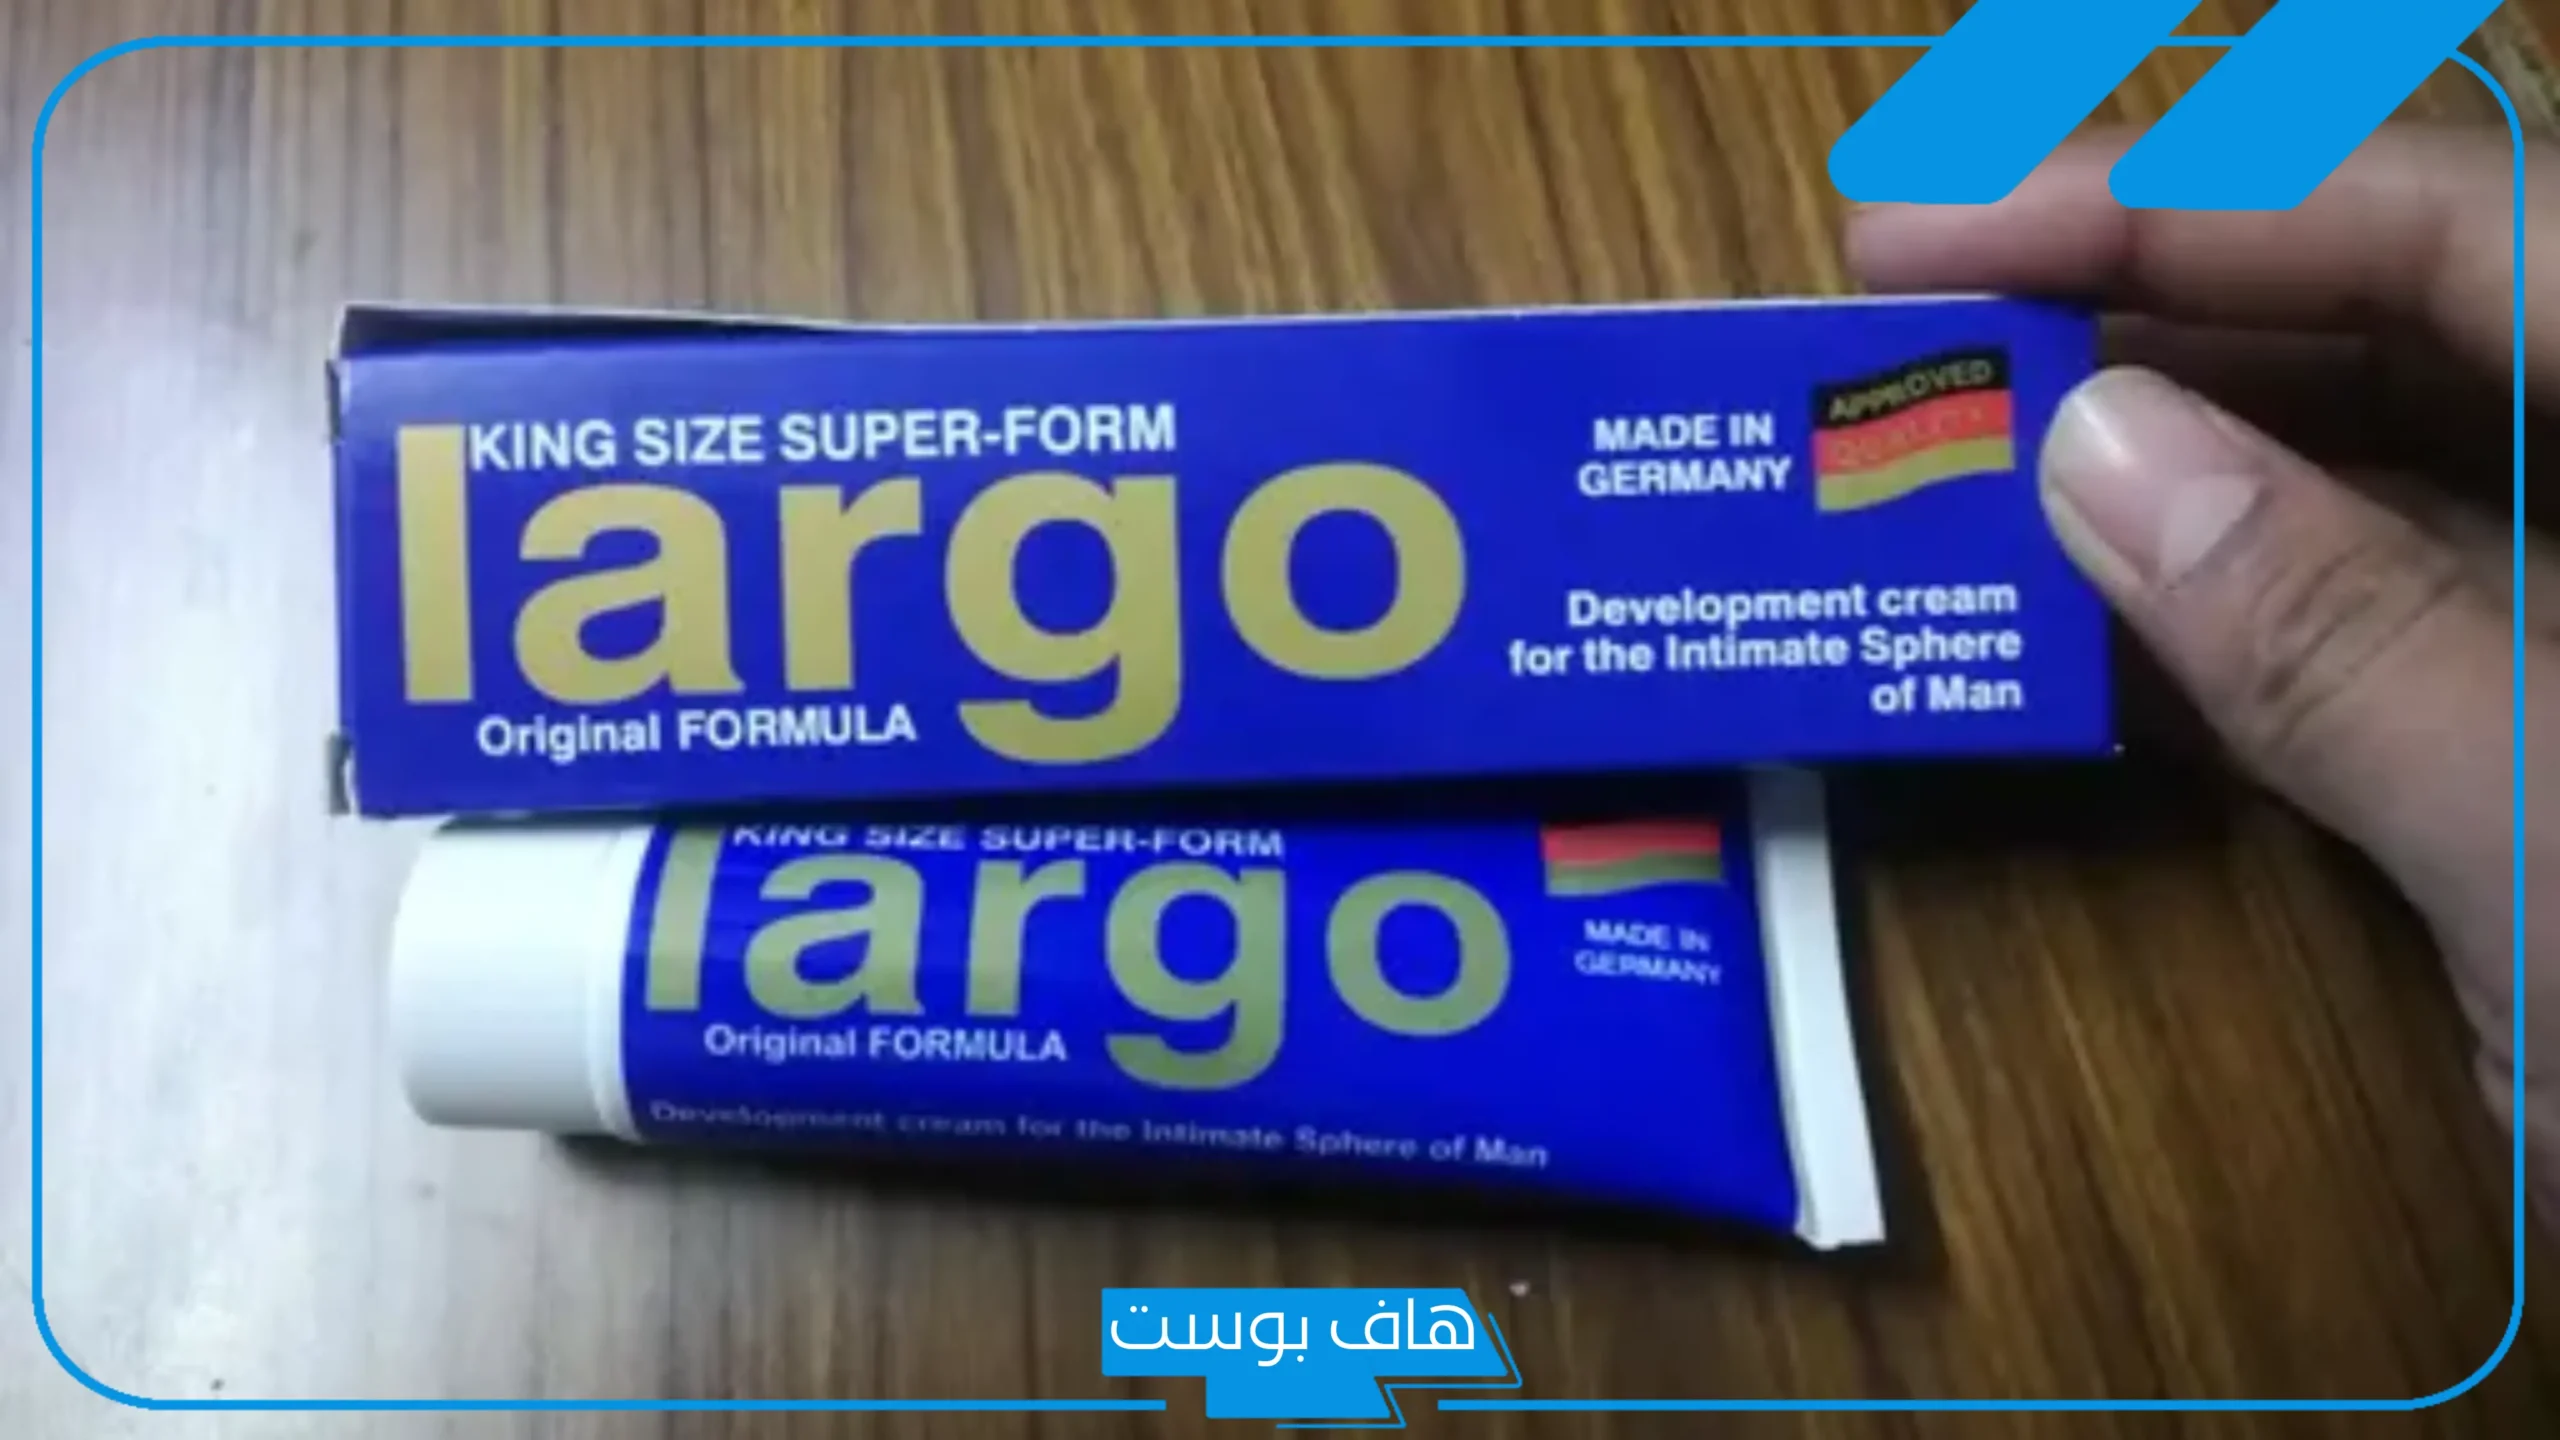 KING SIZE SUPER-FORM
largo
Original FORMULA
MADE IN
GERMANY
APPROVED
QUALITY
Development cream
for the Intimate Sphere
of Man
KING SIZE SUPER-FORM
largo
Original FORMULA
MADE IN
GERMANY
Development cream for the Intimate Sphere of Man
هاف بوست